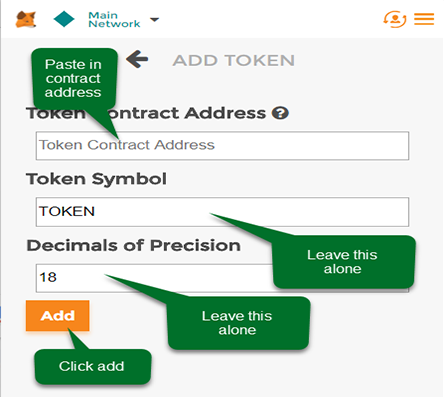 Main
Network
Paste in
contract
address
ADD TOKEN
Token Contract Address ?
Token Contract Address
Token Symbol
TOKEN
Leave this
alone
Decimals of Precision
18
Leave this
alone
Add
Click add